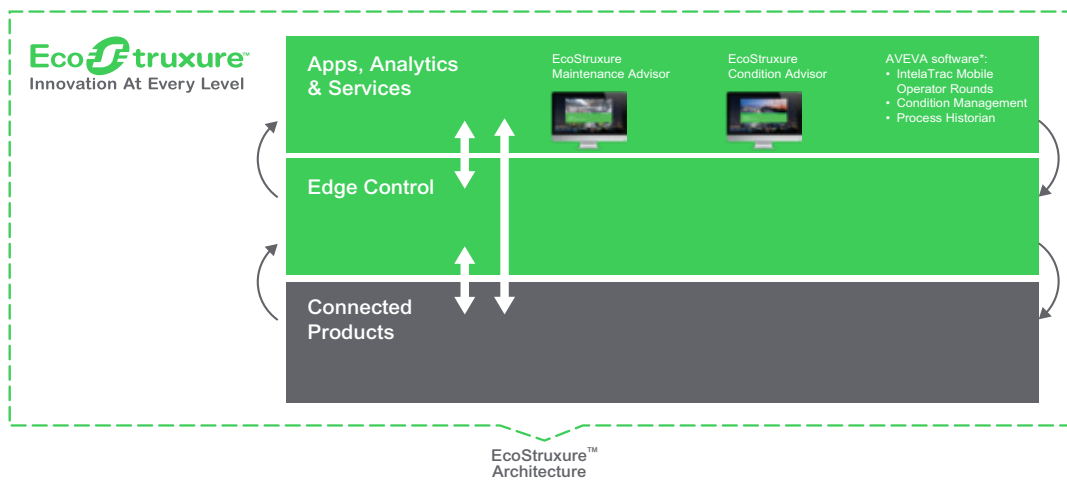 EcoStruxure™
Innovation At Every Level
Apps, Analytics
& Services
EcoStruxure
Maintenance Advisor
EcoStruxure
Condition Advisor
AVEVA software*:
• IntelaTrac Mobile
Operator Rounds
• Condition Management
• Process Historian
Edge Control
Connected
Products
EcoStruxure™
Architecture